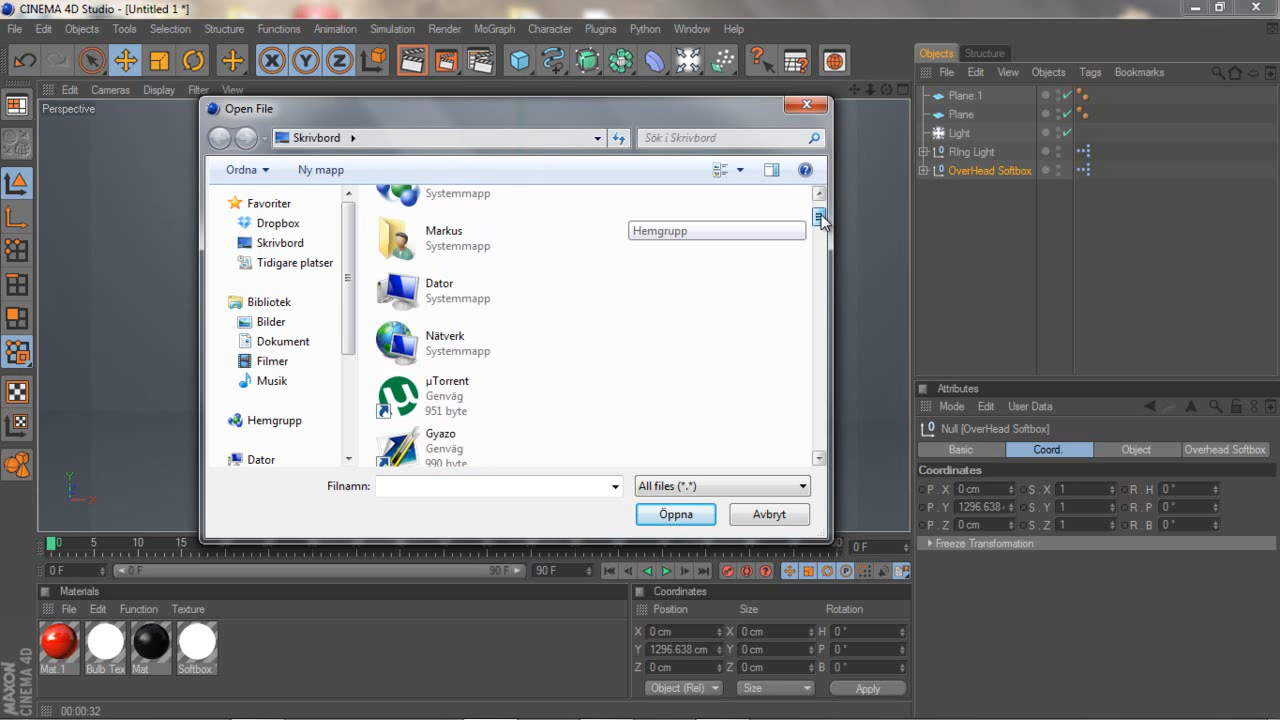 CINEMA 4D Studio - [Untitled 1 *]
File Edit Objects Tools Selection Structure Functions Animation Simulation Render MoGraph Character Plugins Python Window Help
Objects Structure
File Edit View Objects Tags Bookmarks
Edit Cameras Display Filter View
Perspective
Plane.1
Plane
Light
RIng Light
OverHead Softbox
Open File
Skrivbord
Sök i Skrivbord
Ordna Ny mapp
Favoriter
Dropbox
Skrivbord
Tidigare platser
Bibliotek
Bilder
Dokument
Filmer
Musik
Hemgrupp
Dator
Systemmapp
Markus
Systemmapp
Hemgrupp
Dator
Systemmapp
Nätverk
Systemmapp
µTorrent
Genväg
951 byte
Gyazo
Genväg
990 byte
Filnamn:
All files (*.*)
Öppna Avbryt
Attributes
Mode Edit User Data
Null [OverHead Softbox]
Basic Coord. Object Overhead Softbox
Coordinates
P . X 0 cm S . X 1 R . H 0 °
P . Y 1296.638 S . Y 1 R . P 0 °
P . Z 0 cm S . Z 1 R . B 0 °
Freeze Transformation
0 5 10 15 0 F
0 F 0 F 90 F 90 F
Materials
File Edit Function Texture
Mat.1 Bulb Tex Mat Softbox
Coordinates
Position Size Rotation
X 0 cm X 0 cm H 0 °
Y 1296.638 cm Y 0 cm P 0 °
Z 0 cm Z 0 cm B 0 °
Object (Rel) Size Apply
MAXON
CINEMA 4D
00:00:32